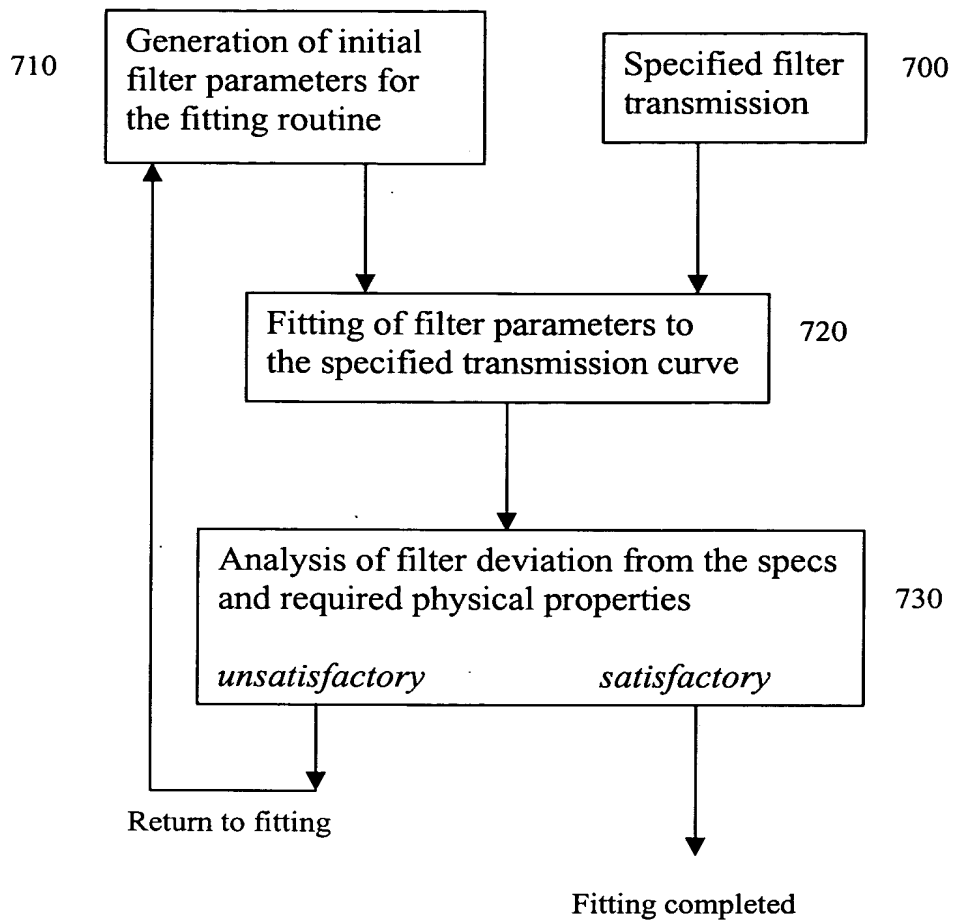 710
Generation of initial
filter parameters for
the fitting routine
Specified filter
transmission
700
Fitting of filter parameters to
the specified transmission curve
720
Analysis of filter deviation from the specs
and required physical properties
730
unsatisfactory
satisfactory
Return to fitting
Fitting completed